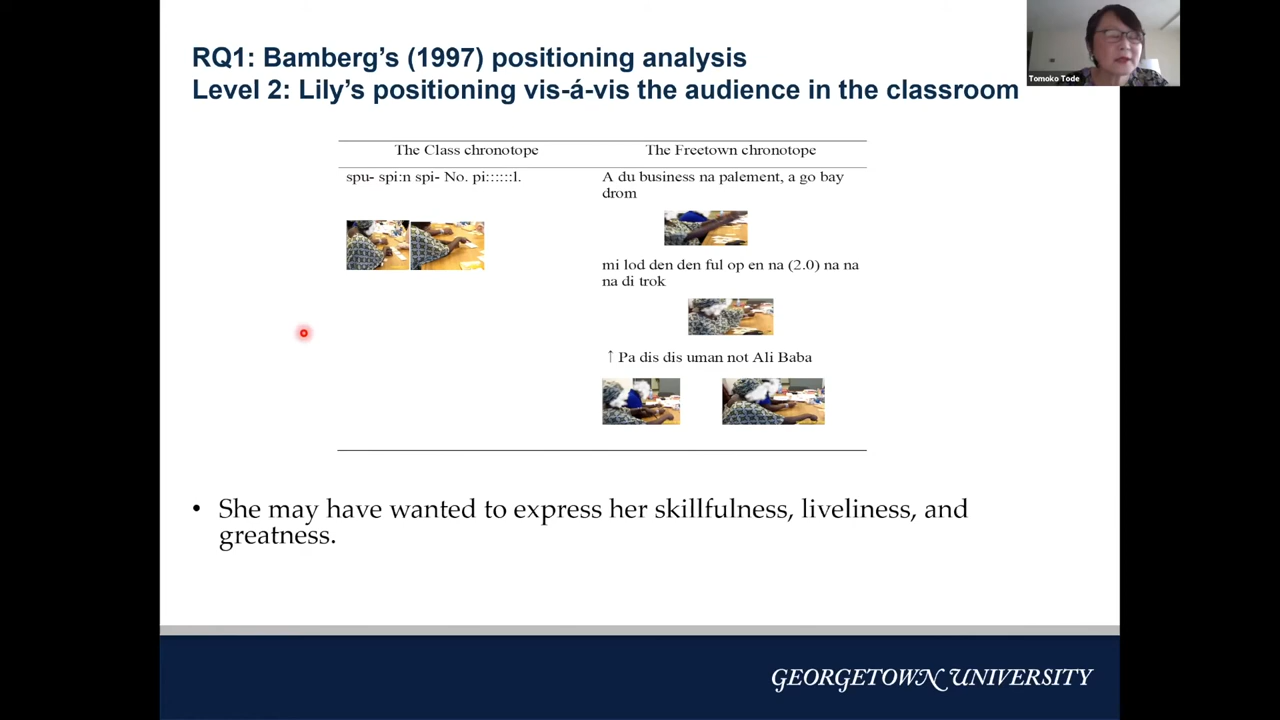 RQ1: Bamberg's (1997) positioning analysis
Level 2: Lily's positioning vis-á-vis the audience in the classroom
Tomoko Tode
The Class chronotope
The Freetown chronotope
spu- spi:n spi- No. pi::::::l.
A du business na palement, a go bay
drom
mi lod den den ful op en na (2.0) na na
na di trok
↑ Pa dis dis uman not Ali Baba
• She may have wanted to express her skillfulness, liveliness, and
greatness.
GEORGETOWN UNIVERSITY